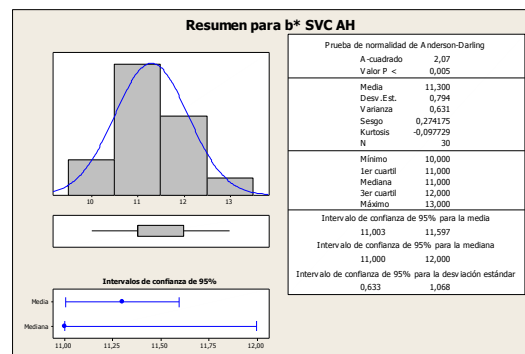 Resumen para b* SVC AH
10 11 12 13
Intervalos de confianza de 95%
Media
Mediana
11,00 11,25 11,50 11,75 12,00
Prueba de normalidad de Anderson-Darling
A-cuadrado 2,07
Valor P < 0,005
Media 11,300
Desv.Est. 0,794
Varianza 0,631
Sesgo 0,274175
Kurtosis -0,097729
N 30
Mínimo 10,000
1er cuartil 11,000
Mediana 11,000
3er cuartil 12,000
Máximo 13,000
Intervalo de confianza de 95% para la media
11,003 11,597
Intervalo de confianza de 95% para la mediana
11,000 12,000
Intervalo de confianza de 95% para la desviación estándar
0,633 1,068